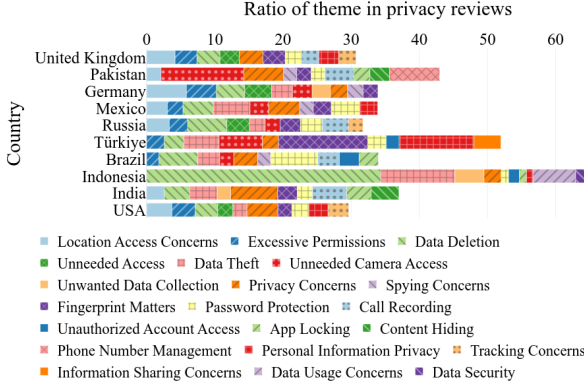 Ratio of theme in privacy reviews
0 10 20 30 40 50 60
Country
United Kingdom
Pakistan
Germany
Mexico
Russia
Türkiye
Brazil
Indonesia
India
USA
Location Access Concerns Excessive Permissions Data Deletion
Unneeded Access Data Theft Unneeded Camera Access
Unwanted Data Collection Privacy Concerns Spying Concerns
Fingerprint Matters Password Protection Call Recording
Unauthorized Account Access App Locking Content Hiding
Phone Number Management Personal Information Privacy Tracking Concerns
Information Sharing Concerns Data Usage Concerns Data Security